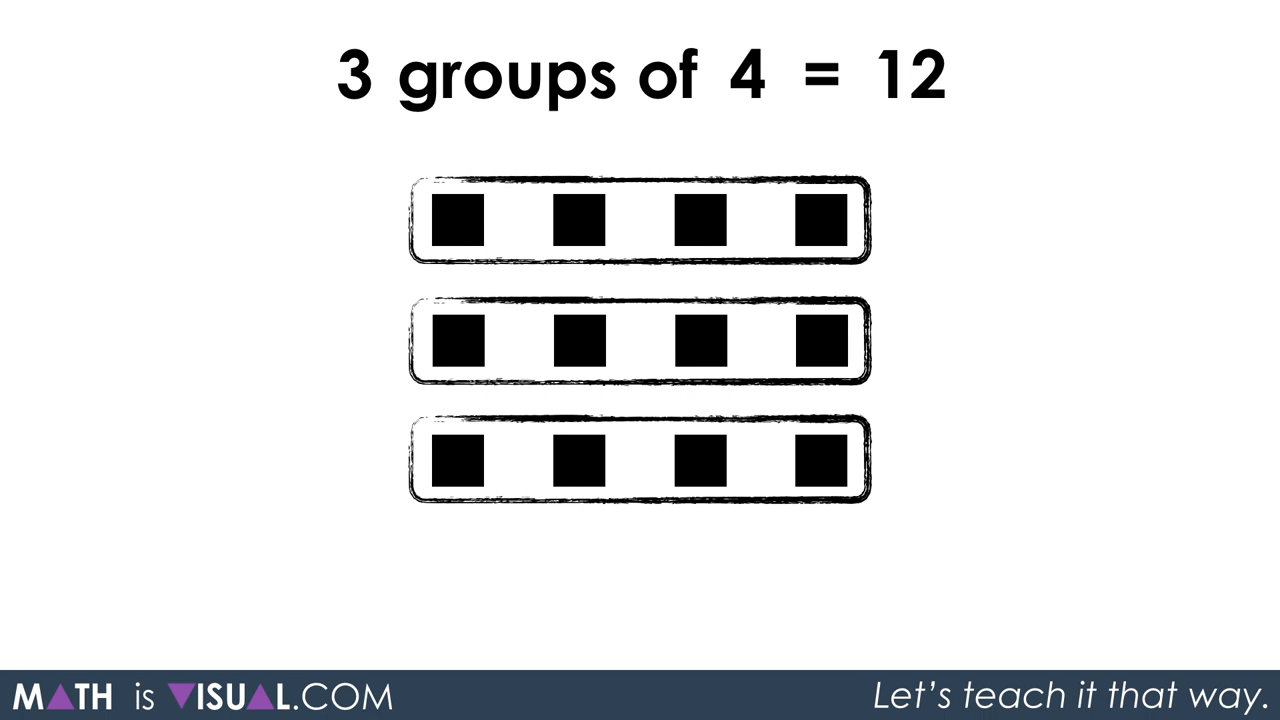 3 groups of 4 = 12
MATH is VISUAL.COM
Let's teach it that way.